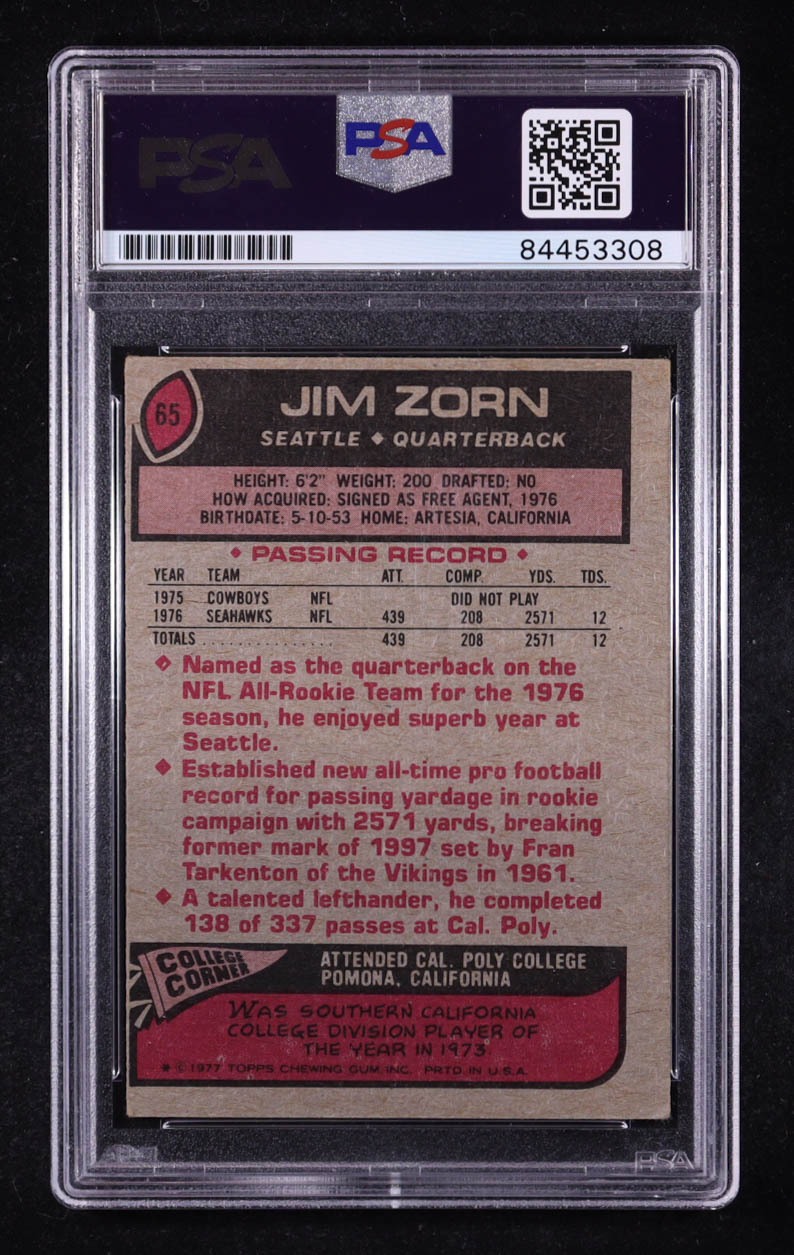 PSA
PSA
84453308
65
JIM ZORN
SEATTLE ♦ QUARTERBACK
HEIGHT: 6'2" WEIGHT: 200 DRAFTED: NO
HOW ACQUIRED: SIGNED AS FREE AGENT, 1976
BIRTHDATE: 5-10-53 HOME: ARTESIA, CALIFORNIA
♦ PASSING RECORD ♦
YEAR TEAM ATT. COMP. YDS. TDS.
1975 COWBOYS NFL DID NOT PLAY
1976 SEAHAWKS NFL 439 208 2571 12
TOTALS ............... 439 208 2571 12
♦ Named as the quarterback on the
NFL All-Rookie Team for the 1976
season, he enjoyed superb year at
Seattle.
♦ Established new all-time pro football
record for passing yardage in rookie
campaign with 2571 yards, breaking
former mark of 1997 set by Fran
Tarkenton of the Vikings in 1961.
♦ A talented lefthander, he completed
138 of 337 passes at Cal. Poly.
COLLEGE
CORNER
ATTENDED CAL. POLY COLLEGE
POMONA, CALIFORNIA
WAS SOUTHERN CALIFORNIA
COLLEGE DIVISION PLAYER OF
THE YEAR IN 1973
* © 1977 TOPPS CHEWING GUM, INC. PRTD. IN U.S.A.
PSA